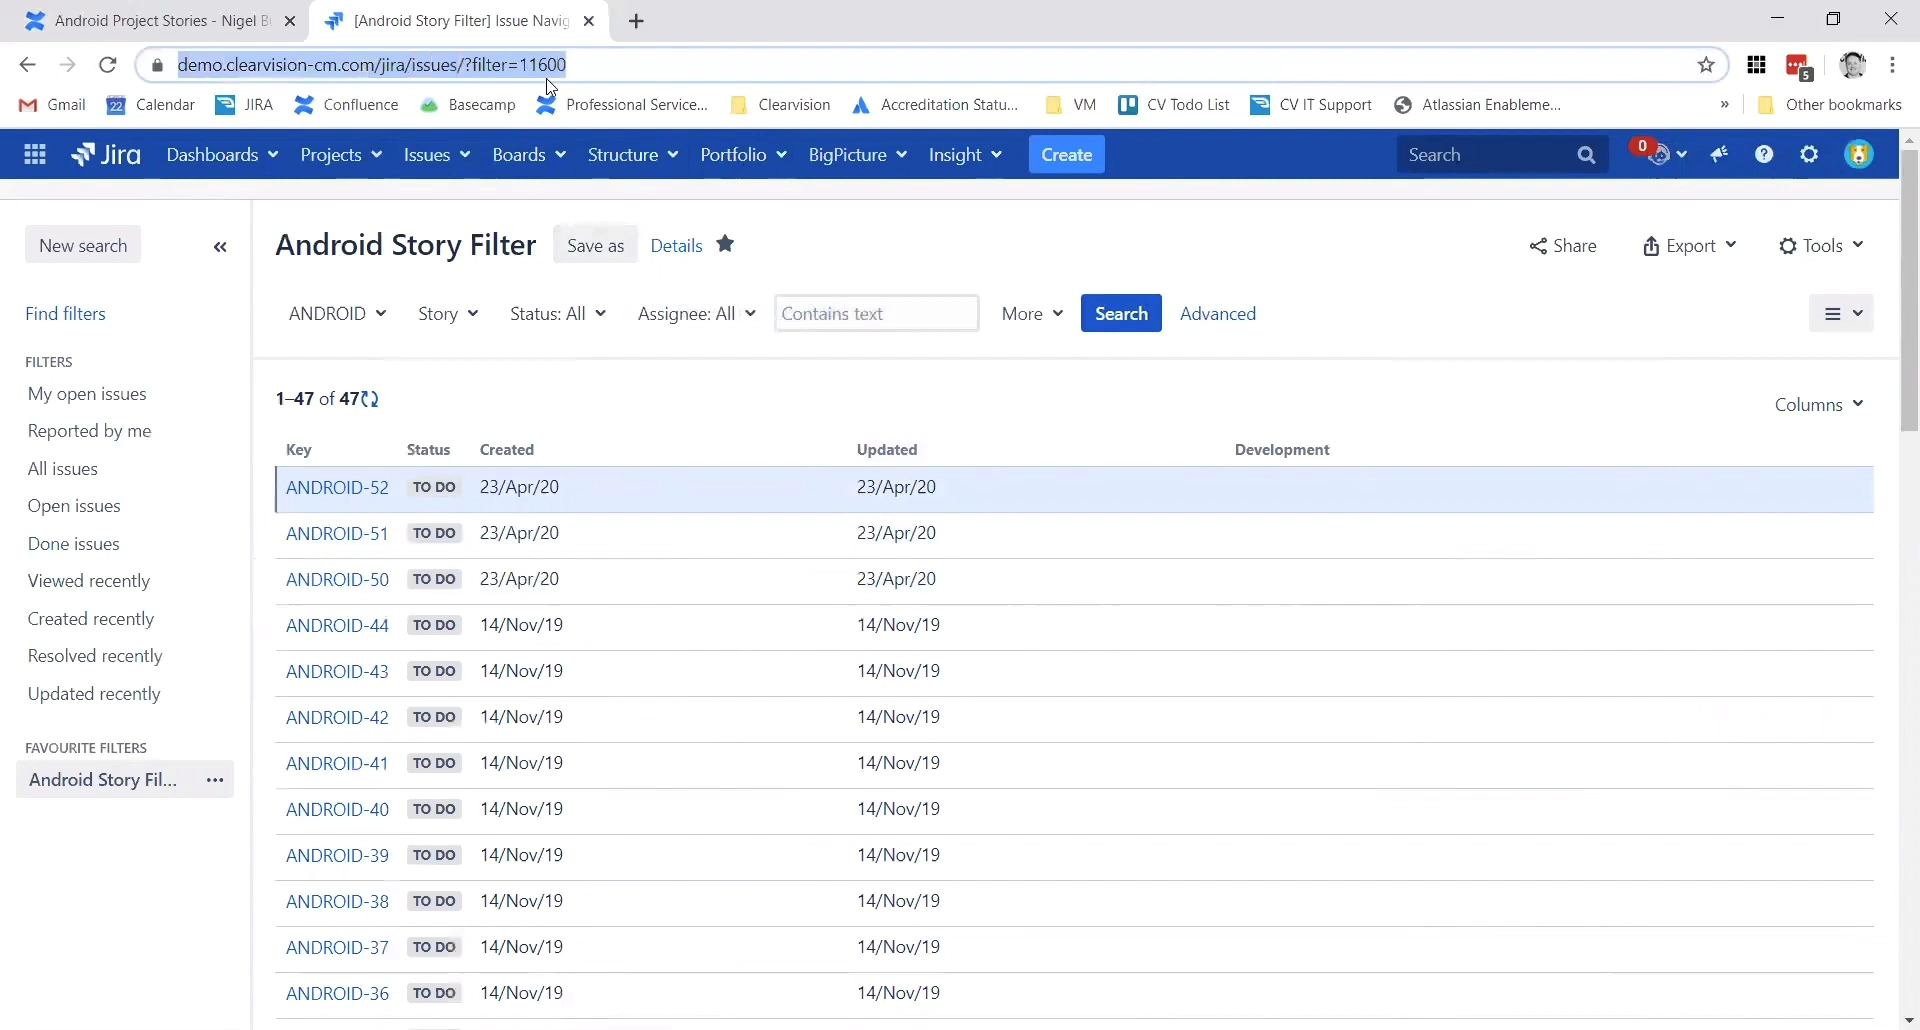 Android Project Stories - Nigel B
[Android Story Filter] Issue Navig
demo.clearvision-cm.com/jira/issues/?filter=11600
5
Gmail
22 Calendar
JIRA
Confluence
Basecamp
Professional Service...
Clearvision
Accreditation Statu...
VM
CV Todo List
CV IT Support
Atlassian Enableme...
»
Other bookmarks
Jira
Dashboards
Projects
Issues
Boards
Structure
Portfolio
BigPicture
Insight
Create
Search
0
?
New search
«
Android Story Filter
Save as
Details
Share
Export
Tools
Find filters
ANDROID
Story
Status: All
Assignee: All
Contains text
More
Search
Advanced
FILTERS
My open issues
Reported by me
All issues
Open issues
Done issues
Viewed recently
Created recently
Resolved recently
Updated recently
FAVOURITE FILTERS
Android Story Fil... ...
1–47 of 47
Columns
Key Status Created Updated Development
ANDROID-52 TO DO 23/Apr/20 23/Apr/20
ANDROID-51 TO DO 23/Apr/20 23/Apr/20
ANDROID-50 TO DO 23/Apr/20 23/Apr/20
ANDROID-44 TO DO 14/Nov/19 14/Nov/19
ANDROID-43 TO DO 14/Nov/19 14/Nov/19
ANDROID-42 TO DO 14/Nov/19 14/Nov/19
ANDROID-41 TO DO 14/Nov/19 14/Nov/19
ANDROID-40 TO DO 14/Nov/19 14/Nov/19
ANDROID-39 TO DO 14/Nov/19 14/Nov/19
ANDROID-38 TO DO 14/Nov/19 14/Nov/19
ANDROID-37 TO DO 14/Nov/19 14/Nov/19
ANDROID-36 TO DO 14/Nov/19 14/Nov/19